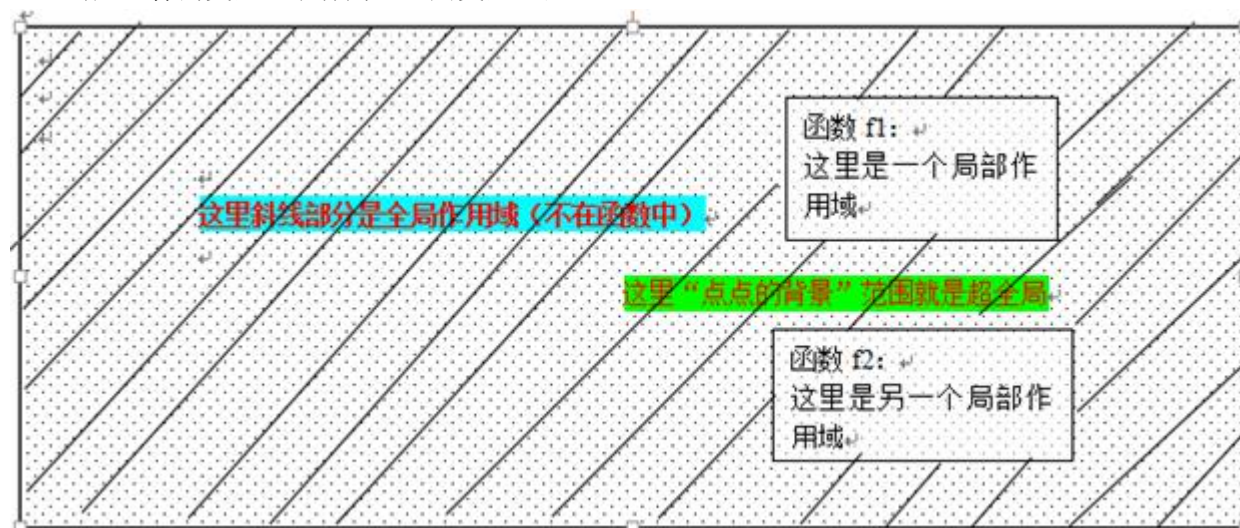 函数 f1：
这里是一个局部作
用域
这里斜线部分是全局作用域（不在函数中）
这里“点点的背景”范围就是超全局
函数 f2：
这里是另一个局部作
用域